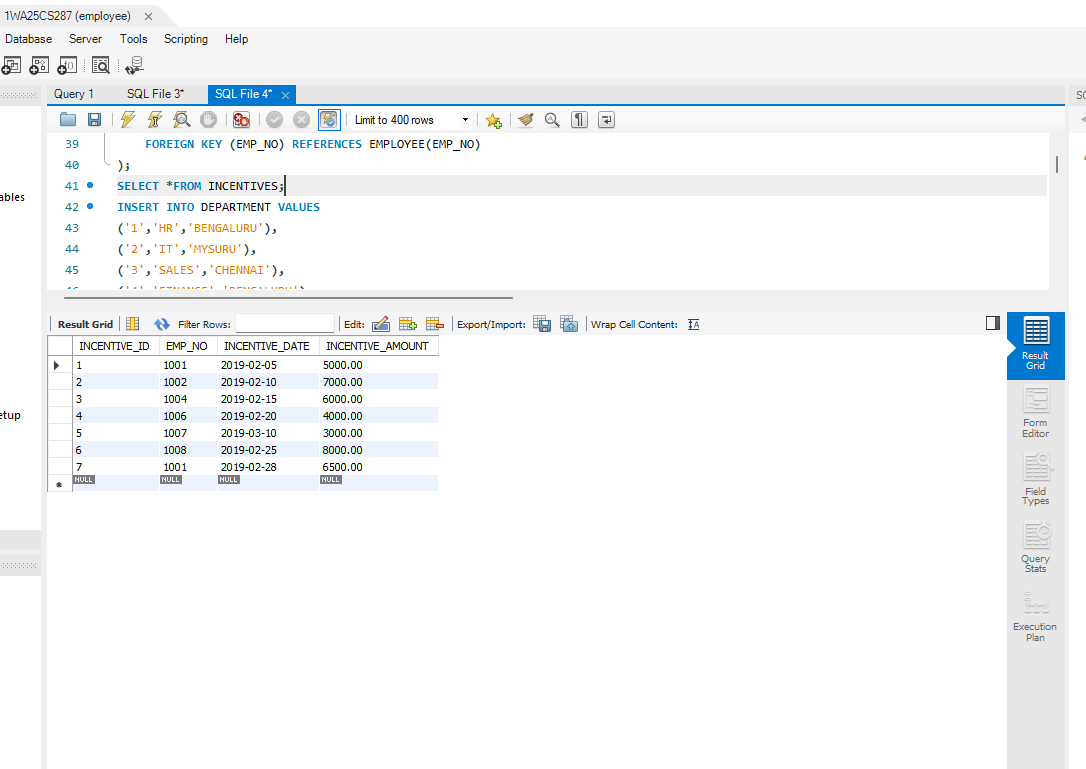 1WA25CS287 (employee) ×
Database Server Tools Scripting Help
Query 1 SQL File 3* SQL File 4* ×
Limit to 400 rows
39 FOREIGN KEY (EMP_NO) REFERENCES EMPLOYEE(EMP_NO)
40 );
41 SELECT *FROM INCENTIVES;
42 INSERT INTO DEPARTMENT VALUES
43 ('1','HR','BENGALURU'),
44 ('2','IT','MYSURU'),
45 ('3','SALES','CHENNAI'),
ables
Result Grid Filter Rows: Edit: Export/Import: Wrap Cell Content: IA
INCENTIVE_ID EMP_NO INCENTIVE_DATE INCENTIVE_AMOUNT
1 1001 2019-02-05 5000.00
2 1002 2019-02-10 7000.00
3 1004 2019-02-15 6000.00
4 1006 2019-02-20 4000.00
5 1007 2019-03-10 3000.00
6 1008 2019-02-25 8000.00
7 1001 2019-02-28 6500.00
NULL NULL NULL NULL
etup
Result
Grid
Form
Editor
Field
Types
Query
Stats
Execution
Plan